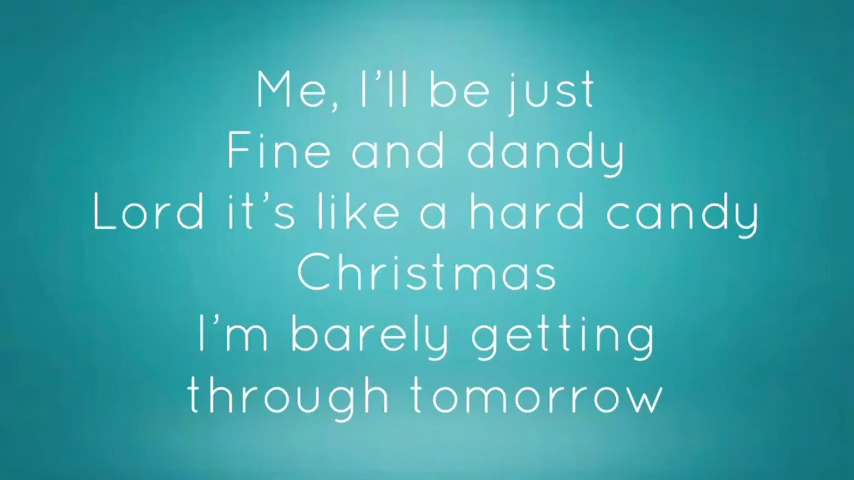 Me, I'll be just
Fine and dandy
Lord it's like a hard candy
Christmas
I'm barely getting
through tomorrow